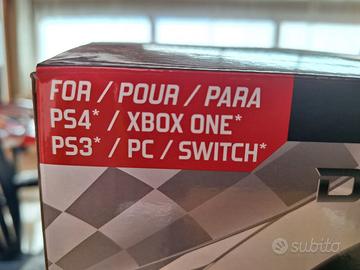 FOR / POUR / PARA
PS4* / XBOX ONE*
PS3* / PC / SWITCH*
subito